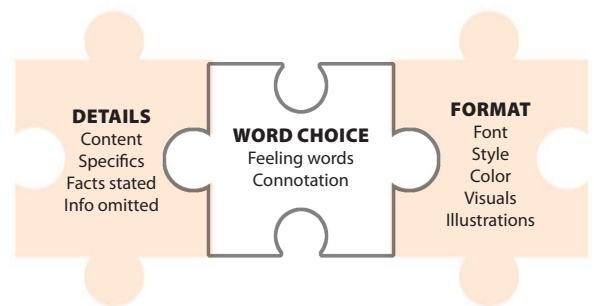 DETAILS
Content
Specifics
Facts stated
Info omitted
WORD CHOICE
Feeling words
Connotation
FORMAT
Font
Style
Color
Visuals
Illustrations